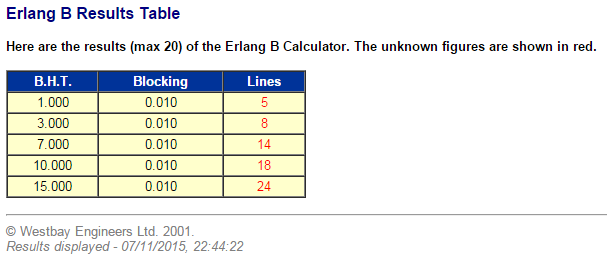 Erlang B Results Table
Here are the results (max 20) of the Erlang B Calculator. The unknown figures are shown in red.
B.H.T. Blocking Lines
1.000 0.010 5
3.000 0.010 8
7.000 0.010 14
10.000 0.010 18
15.000 0.010 24
© Westbay Engineers Ltd. 2001.
Results displayed - 07/11/2015, 22:44:22